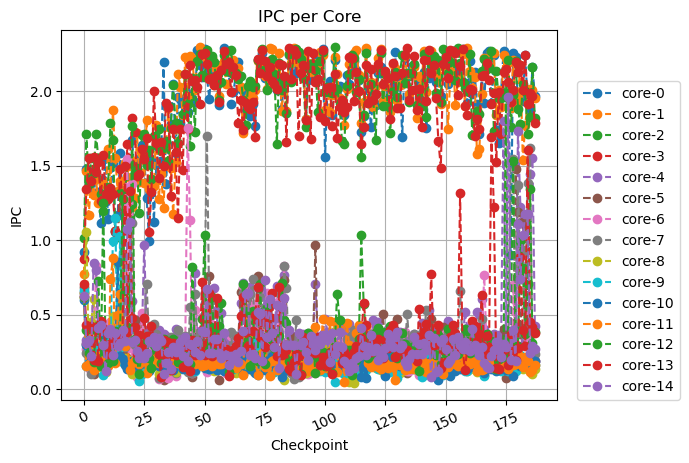 IPC per Core
IPC
2.0
1.5
1.0
0.5
0.0
0
25
50
75
100
125
150
175
Checkpoint
core-0
core-1
core-2
core-3
core-4
core-5
core-6
core-7
core-8
core-9
core-10
core-11
core-12
core-13
core-14